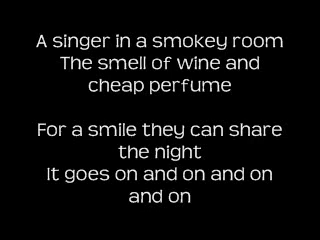 A singer in a smokey room
The smell of wine and
cheap perfume
For a smile they can share
the night
It goes on and on and on
and on